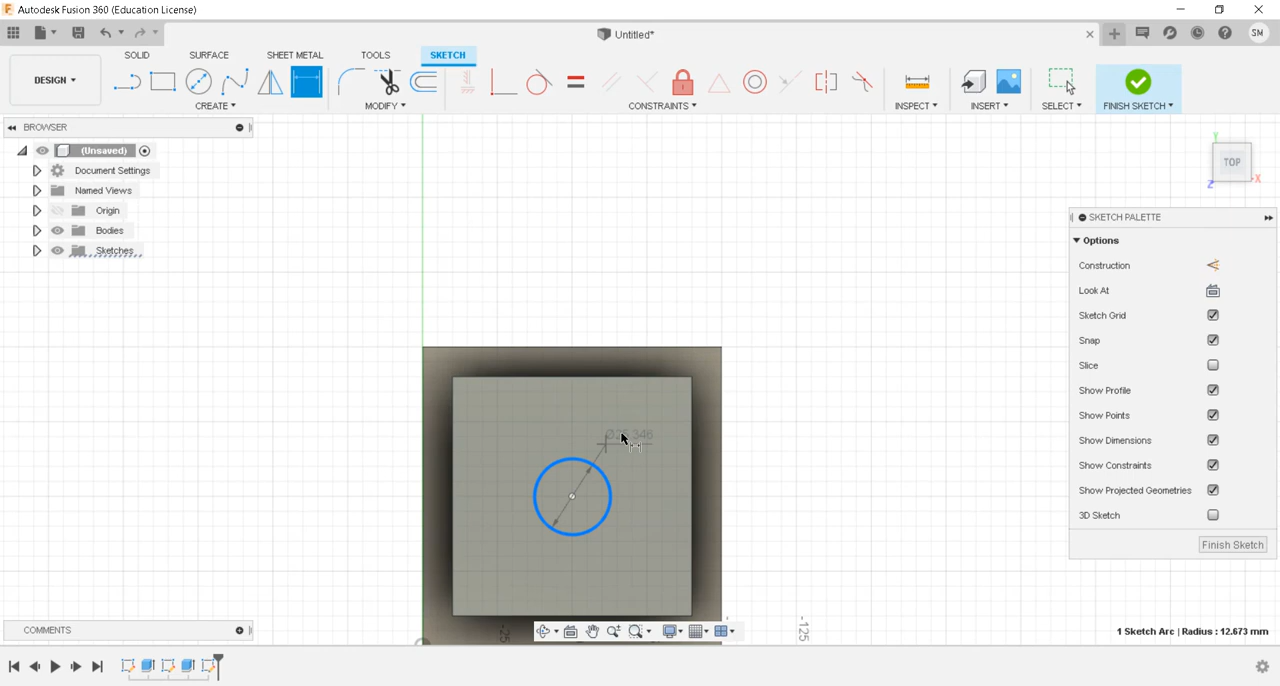 Autodesk Fusion 360 (Education License)
Untitled*
SM
DESIGN
SOLID
SURFACE
SHEET METAL
TOOLS
SKETCH
CREATE
MODIFY
CONSTRAINTS
INSPECT
INSERT
SELECT
FINISH SKETCH
BROWSER
(Unsaved)
Document Settings
Named Views
Origin
Bodies
Sketches
TOP
Y
X
Z
SKETCH PALETTE
Options
Construction
Look At
Sketch Grid
Snap
Slice
Show Profile
Show Points
Show Dimensions
Show Constraints
Show Projected Geometries
3D Sketch
Finish Sketch
-25
-125
COMMENTS
1 Sketch Arc | Radius : 12.673 mm